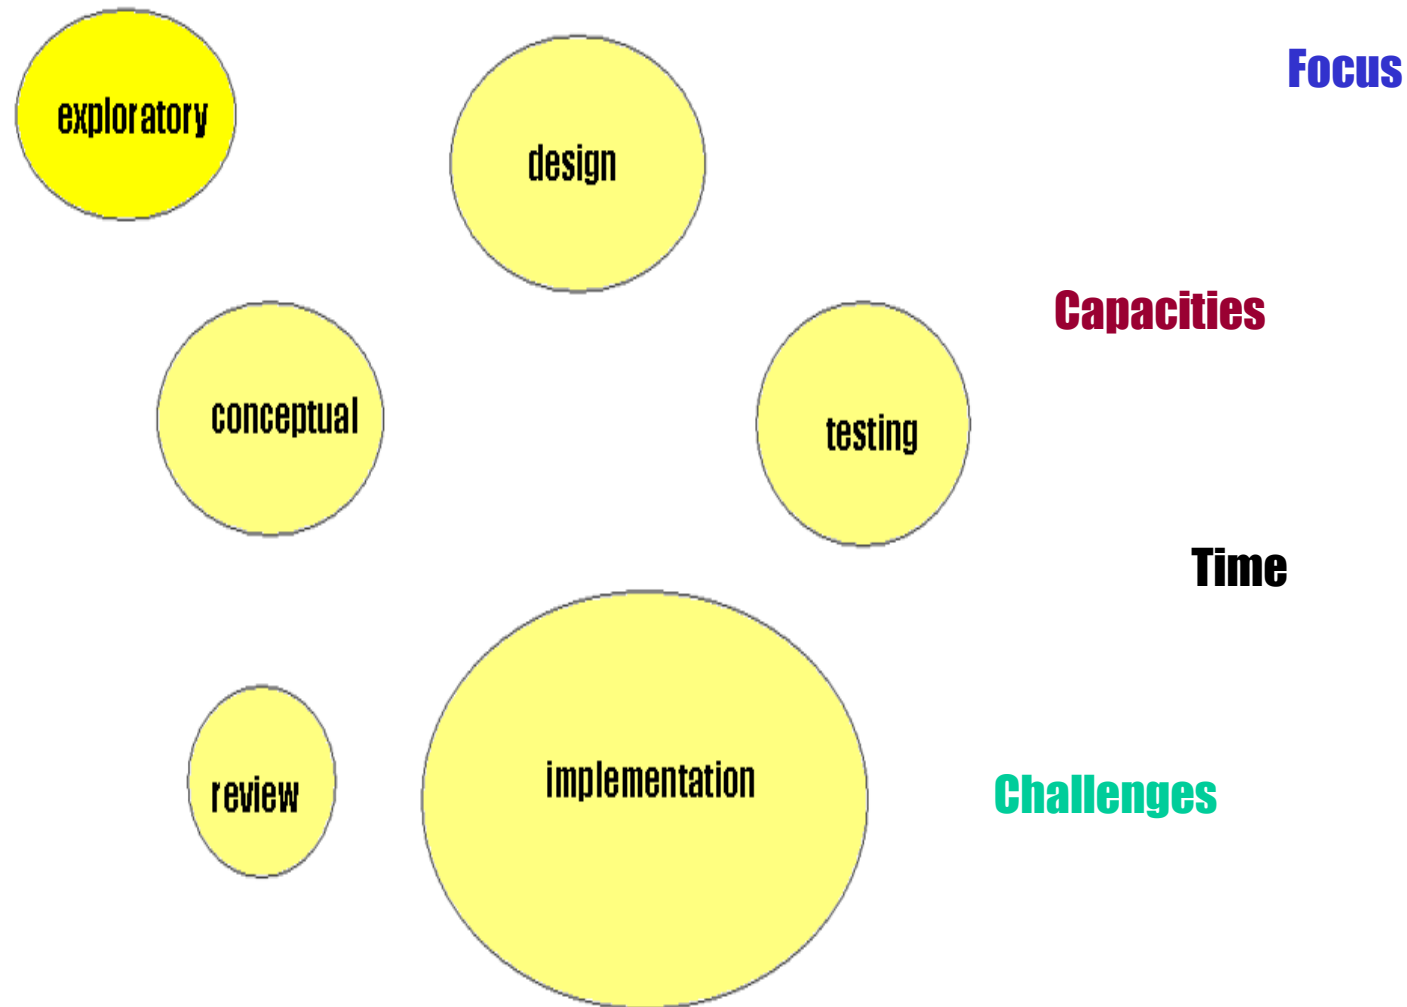 exploratory
Focus
design
Capacities
conceptual
testing
Time
implementation
review
Challenges